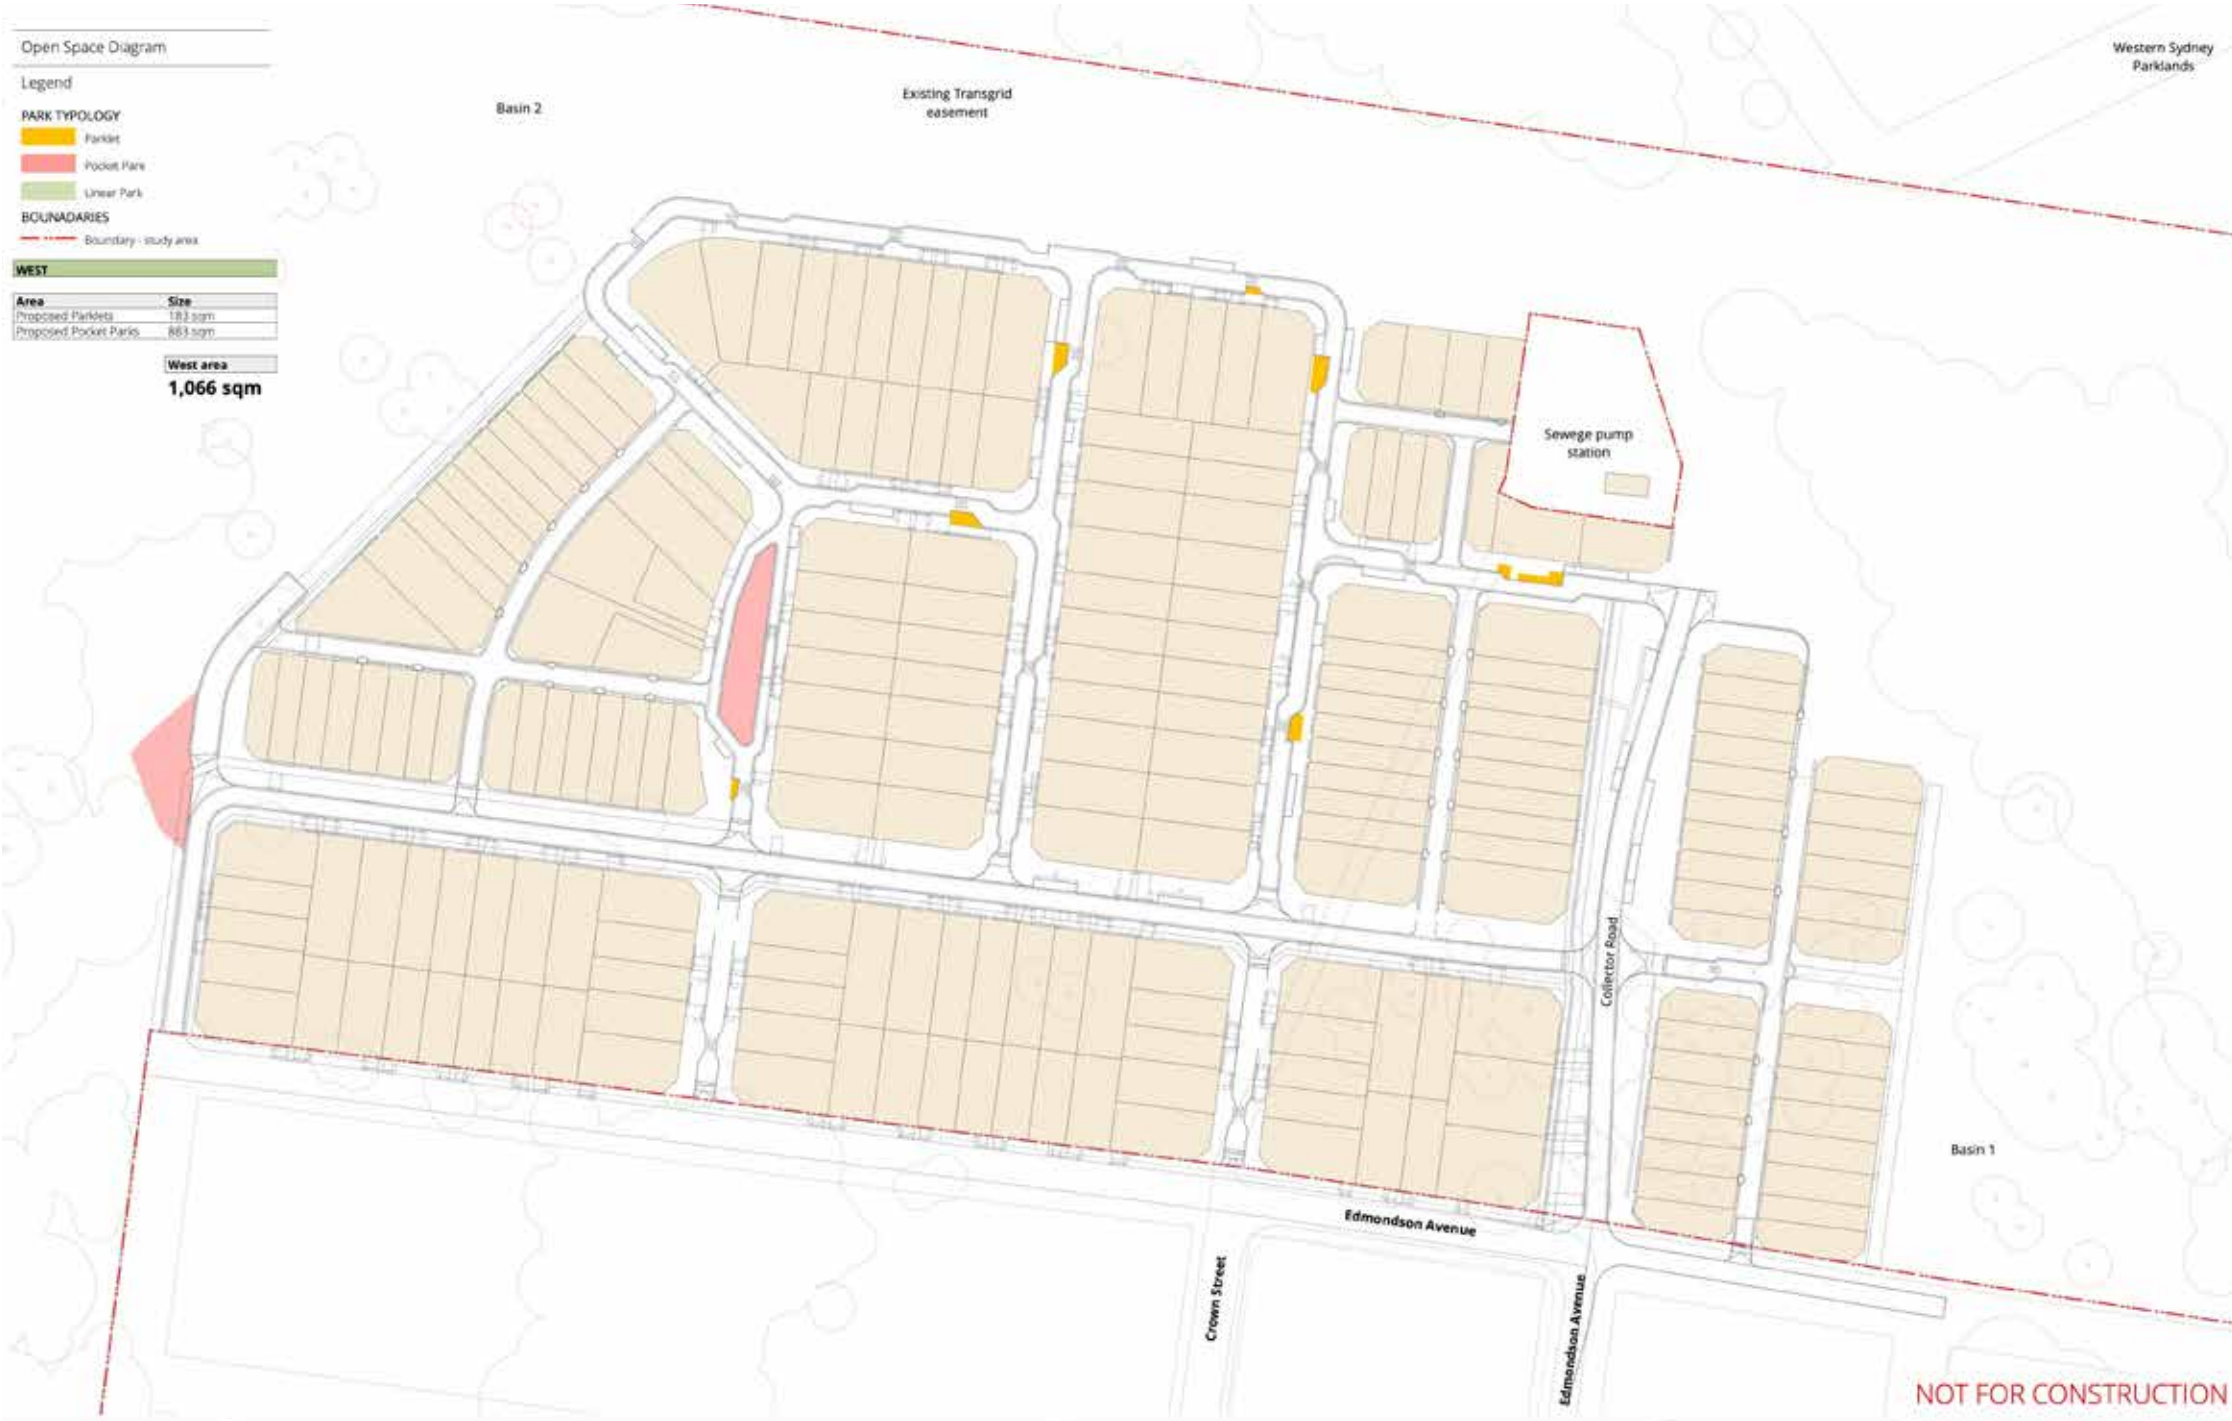 Open Space Diagram
Legend
PARK TYPOLOGY
Parklet
Pocket Park
Linear Park
BOUNADARIES
Boundary - study area
WEST
Area Size
Proposed Parklets 183 sqm
Proposed Pocket Parks 883 sqm
West area
1,066 sqm
Basin 2
Existing Transgrid
easement
Western Sydney
Parklands
Sewege pump
station
Collector Road
Basin 1
Edmondson Avenue
Crown Street
Edmondson Avenue
NOT FOR CONSTRUCTION